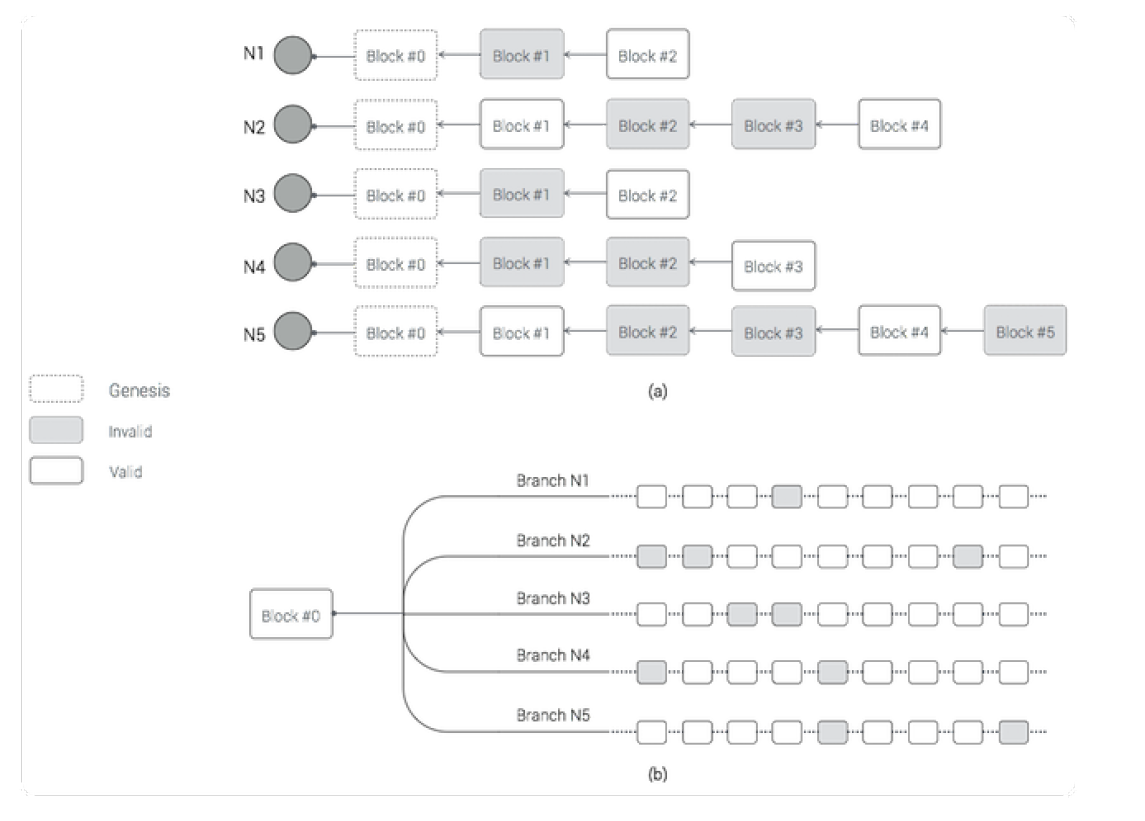 N1 Block #0 Block #1 Block #2
N2 Block #0 Block #1 Block #2 Block #3 Block #4
N3 Block #0 Block #1 Block #2
N4 Block #0 Block #1 Block #2 Block #3
N5 Block #0 Block #1 Block #2 Block #3 Block #4 Block #5
(a)
Genesis
Invalid
Valid
Branch N1
Branch N2
Branch N3
Block #0
Branch N4
Branch N5
(b)